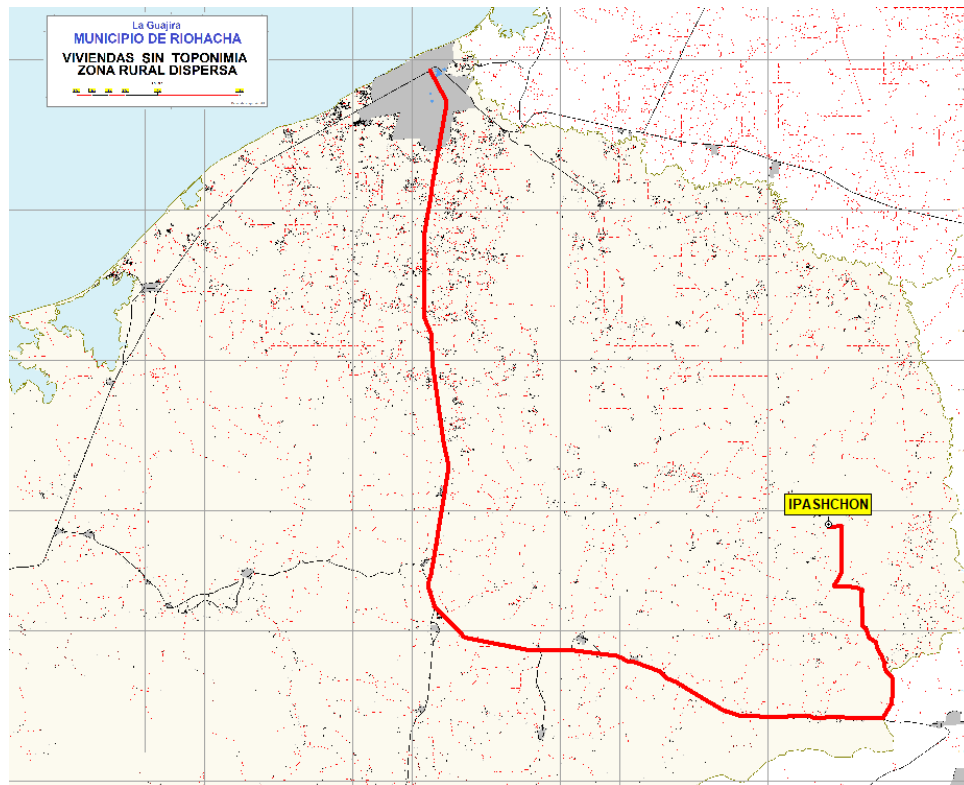 La Guajira
MUNICIPIO DE RIOHACHA
VIVIENDAS SIN TOPONIMIA
ZONA RURAL DISPERSA
IPASHCHON